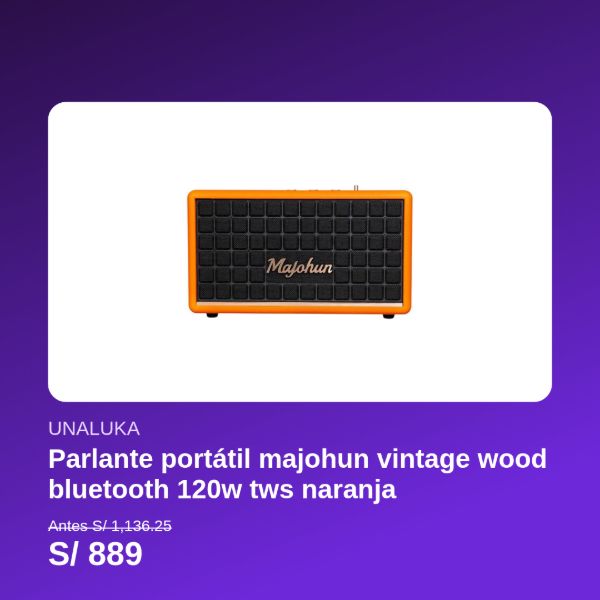 Majohun
UNALUKA
Parlante portátil majohun vintage wood
bluetooth 120w tws naranja
Antes S/ 1,136.25
S/ 889